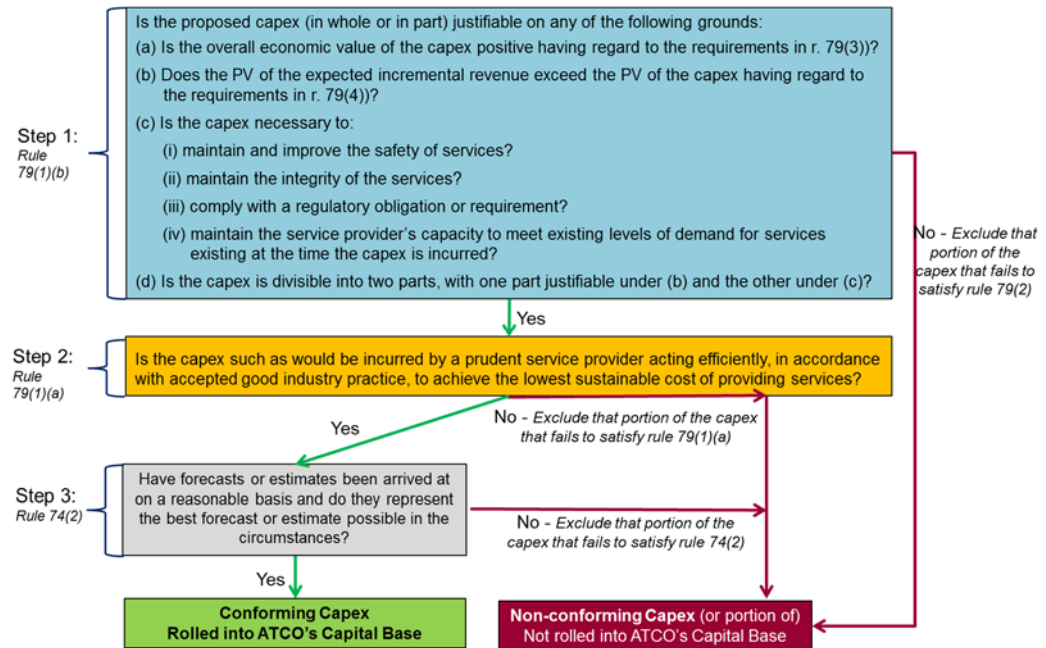 Is the proposed capex (in whole or in part) justifiable on any of the following grounds:
(a) Is the overall economic value of the capex positive having regard to the requirements in r. 79(3))?
(b) Does the PV of the expected incremental revenue exceed the PV of the capex having regard to
the requirements in r. 79(4))?
(c) Is the capex necessary to:
(i) maintain and improve the safety of services?
(ii) maintain the integrity of the services?
(iii) comply with a regulatory obligation or requirement?
(iv) maintain the service provider's capacity to meet existing levels of demand for services
existing at the time the capex is incurred?
(d) Is the capex is divisible into two parts, with one part justifiable under (b) and the other under (c)?
Step 1:
Rule
79(1)(b)
No - Exclude that
portion of the
capex that fails to
satisfy rule 79(2)
Yes
Step 2:
Rule
79(1)(a)
Is the capex such as would be incurred by a prudent service provider acting efficiently, in accordance
with accepted good industry practice, to achieve the lowest sustainable cost of providing services?
Yes
No - Exclude that portion of the capex
that fails to satisfy rule 79(1)(a)
Step 3:
Rule 74(2)
Have forecasts or estimates been arrived at
on a reasonable basis and do they represent
the best forecast or estimate possible in the
circumstances?
No - Exclude that portion of the
capex that fails to satisfy rule 74(2)
Yes
Conforming Capex
Rolled into ATCO's Capital Base
Non-conforming Capex (or portion of)
Not rolled into ATCO's Capital Base